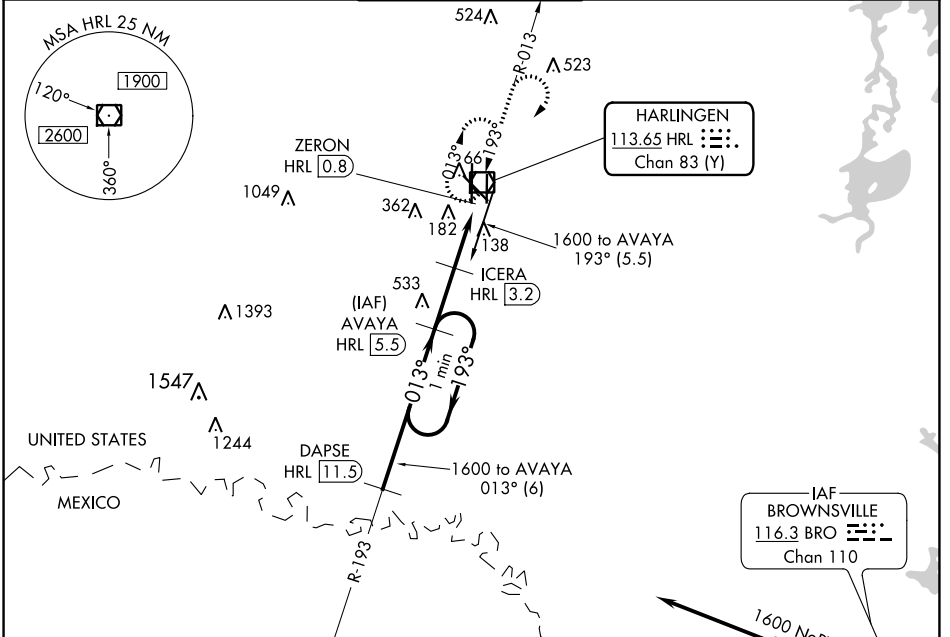 MSA HRL 25 NM
1900
120°
2600
360°
524
R-013
523
HARLINGEN
113.65 HRL
Chan 83 (Y)
ZERON
HRL 0.8
013°
193°
66
1049
362
182
138
1600 to AVAYA
193° (5.5)
ICERA
HRL 3.2
533
(IAF)
AVAYA
HRL 5.5
1393
013°
1 min
193°
1547
1244
UNITED STATES
MEXICO
DAPSE
HRL 11.5
1600 to AVAYA
013° (6)
R-193
IAF
BROWNSVILLE
116.3 BRO
Chan 110
1600